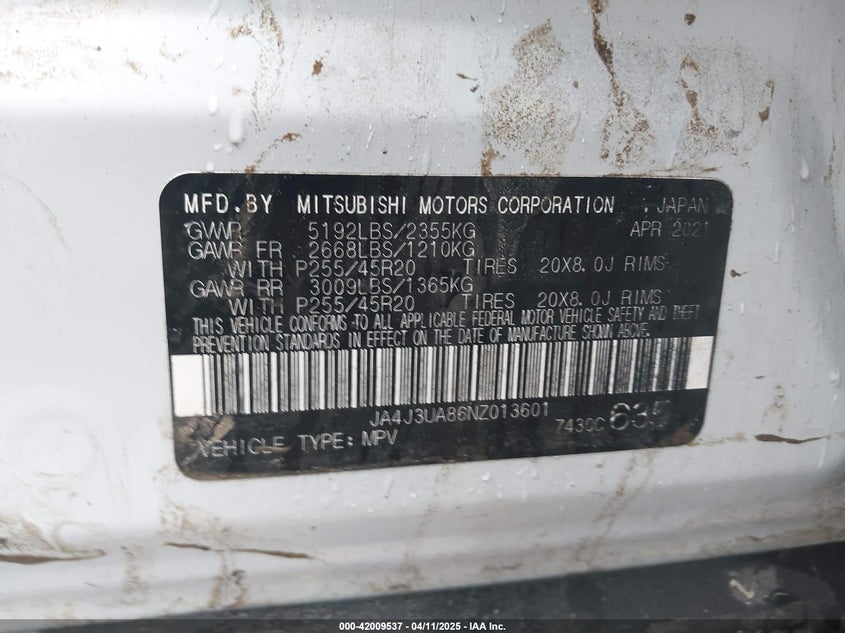 MFD.BY MITSUBISHI MOTORS CORPORATION , JAPAN
GVWR 5192LBS/2355KG APR 2021
GAWR FR 2668LBS/1210KG
WITH P255/45R20 TIRES 20X8.0J RIMS
GAWR RR 3009LBS/1365KG
WITH P255/45R20 TIRES 20X8.0J RIMS
THIS VEHICLE CONFORMS TO ALL APPLICABLE FEDERAL MOTOR VEHICLE SAFETY AND THEFT
PREVENTION STANDARDS IN EFFECT ON THE DATE OF MANUFACTURE SHOWN ABOVE.
JA4J3UA86NZ013601
7430C 635
VEHICLE TYPE: MPV
000-42009537 - 04/11/2025 - IAA Inc.